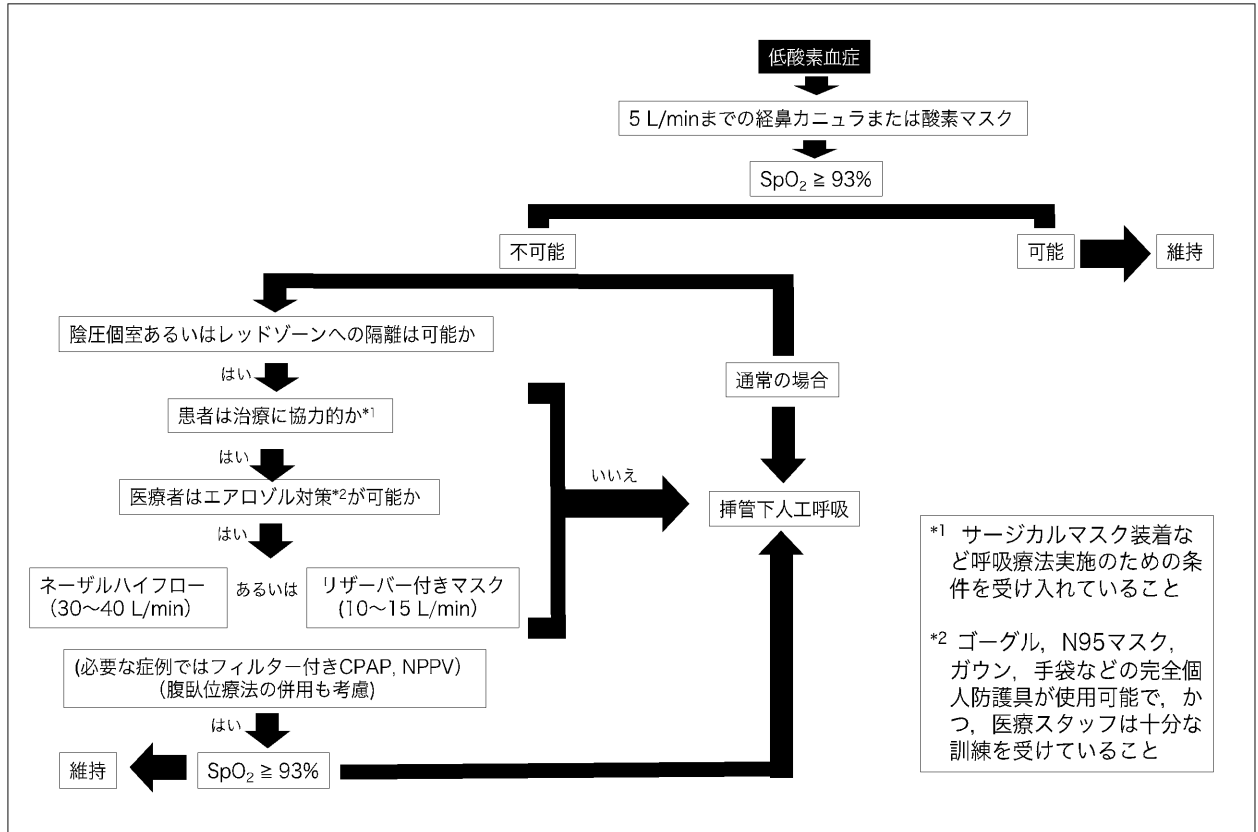 低酸素血症
5 L/minまでの経鼻カニュラまたは酸素マスク
SpO₂ ≧ 93%
不可能
可能
維持
陰圧個室あるいはレッドゾーンへの隔離は可能か
はい
通常の場合
患者は治療に協力的か*1
はい
いいえ
医療者はエアロゾル対策*2が可能か
挿管下人工呼吸
はい
ネーザルハイフロー
(30〜40 L/min)
あるいは
リザーバー付きマスク
(10〜15 L/min)
(必要な症例ではフィルター付きCPAP, NPPV)
(腹臥位療法の併用も考慮)
はい
維持
SpO₂ ≧ 93%
*1 サージカルマスク装着な
ど呼吸療法実施のための条
件を受け入れていること
*2 ゴーグル，N95マスク，
ガウン，手袋などの完全個
人防護具が使用可能で，か
つ，医療スタッフは十分な
訓練を受けていること